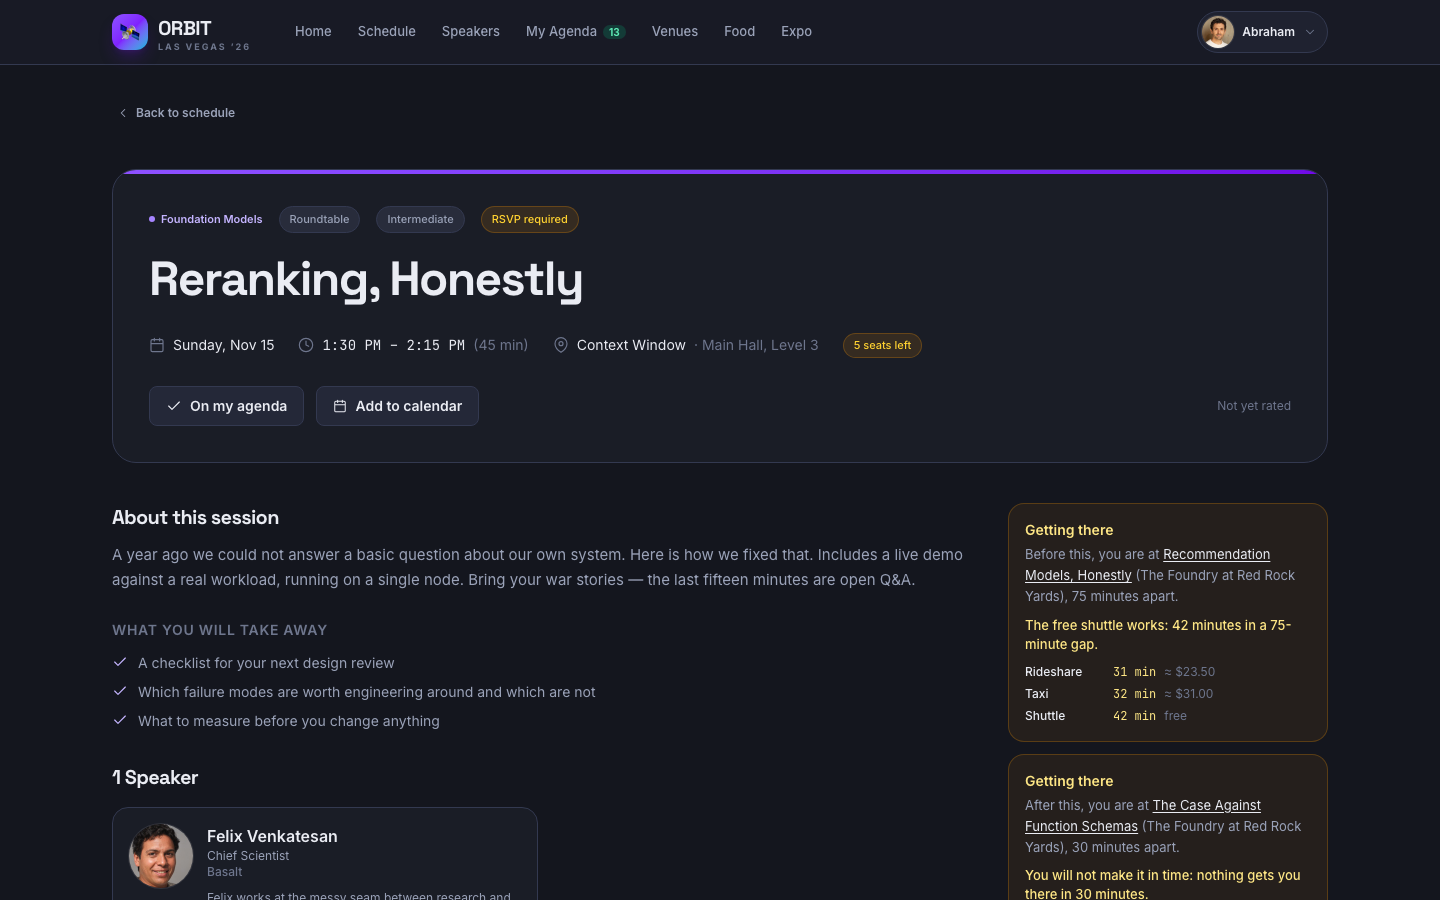 ORBIT
LAS VEGAS '26
Home
Schedule
Speakers
My Agenda 13
Venues
Food
Expo
Abraham
Back to schedule
Foundation Models
Roundtable
Intermediate
RSVP required
Reranking, Honestly
Sunday, Nov 15
1:30 PM – 2:15 PM (45 min)
Context Window · Main Hall, Level 3
5 seats left
On my agenda
Add to calendar
Not yet rated
About this session
A year ago we could not answer a basic question about our own system. Here is how we fixed that. Includes a live demo
against a real workload, running on a single node. Bring your war stories — the last fifteen minutes are open Q&A.
WHAT YOU WILL TAKE AWAY
A checklist for your next design review
Which failure modes are worth engineering around and which are not
What to measure before you change anything
1 Speaker
Felix Venkatesan
Chief Scientist
Basalt
Felix works at the messy seam between research and
Getting there
Before this, you are at Recommendation
Models, Honestly (The Foundry at Red Rock
Yards), 75 minutes apart.
The free shuttle works: 42 minutes in a 75-
minute gap.
Rideshare 31 min ≈ $23.50
Taxi 32 min ≈ $31.00
Shuttle 42 min free
Getting there
After this, you are at The Case Against
Function Schemas (The Foundry at Red Rock
Yards), 30 minutes apart.
You will not make it in time: nothing gets you
there in 30 minutes.